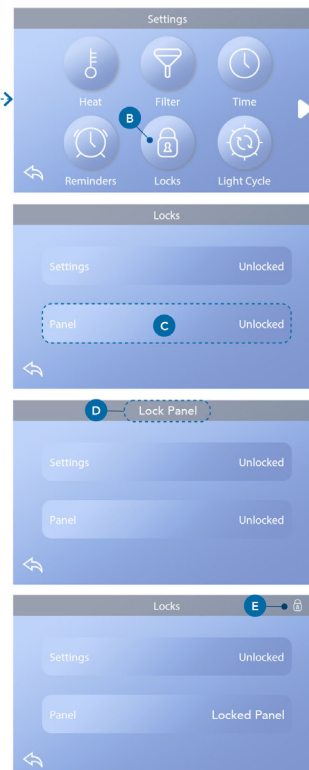 Settings
Heat Filter Time
B
Reminders Locks Light Cycle
Locks
Settings Unlocked
Panel C Unlocked
D Lock Panel
Settings Unlocked
Panel Unlocked
Locks E
Settings Unlocked
Panel Locked Panel